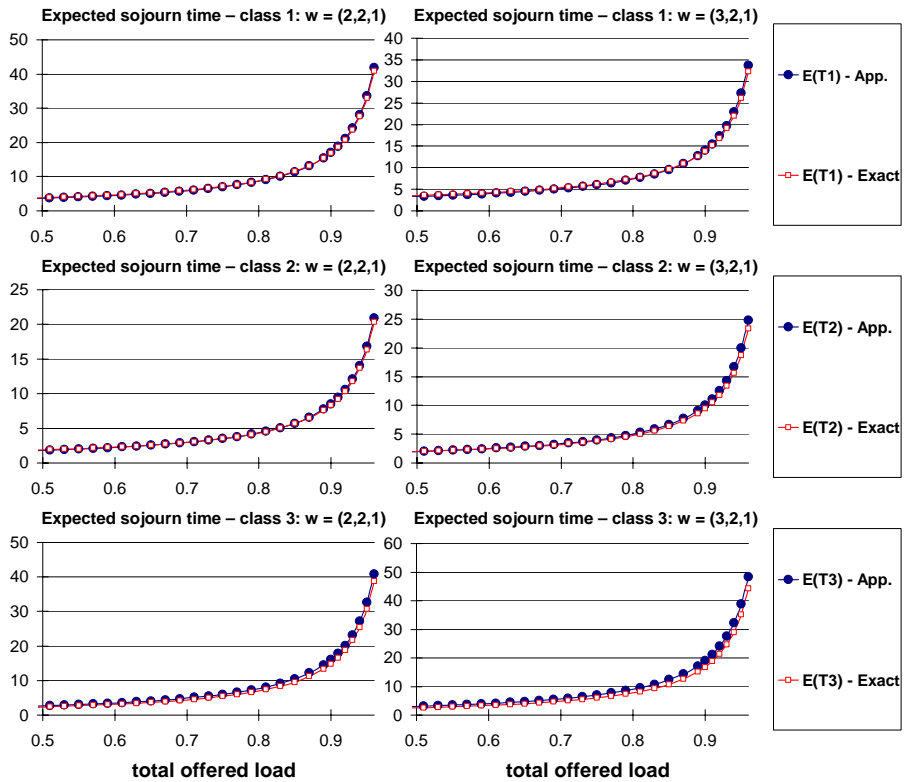 Expected sojourn time – class 1: w = (2,2,1)
50
40
30
20
10
0
0.5 0.6 0.7 0.8 0.9
Expected sojourn time – class 1: w = (3,2,1)
40
35
30
25
20
15
10
5
0
0.5 0.6 0.7 0.8 0.9
E(T1) - App.
E(T1) - Exact
Expected sojourn time – class 2: w = (2,2,1)
25
20
15
10
5
0
0.5 0.6 0.7 0.8 0.9
Expected sojourn time – class 2: w = (3,2,1)
30
25
20
15
10
5
0
0.5 0.6 0.7 0.8 0.9
E(T2) - App.
E(T2) - Exact
Expected sojourn time – class 3: w = (2,2,1)
50
40
30
20
10
0
0.5 0.6 0.7 0.8 0.9
total offered load
Expected sojourn time – class 3: w = (3,2,1)
60
50
40
30
20
10
0
0.5 0.6 0.7 0.8 0.9
total offered load
E(T3) - App.
E(T3) - Exact